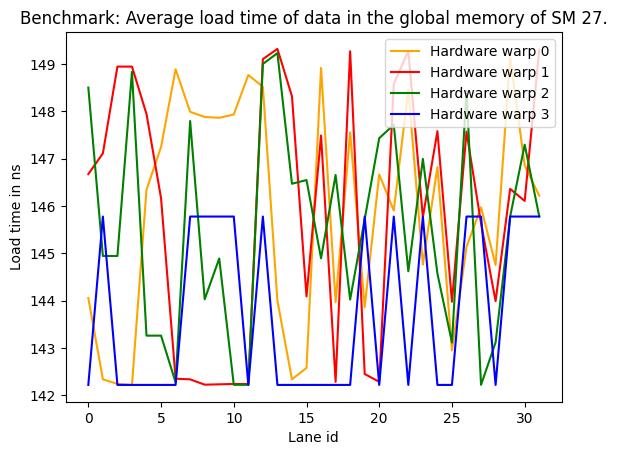 Benchmark: Average load time of data in the global memory of SM 27.
Hardware warp 0
Hardware warp 1
Hardware warp 2
Hardware warp 3
Load time in ns
149
148
147
146
145
144
143
142
0 5 10 15 20 25 30
Lane id